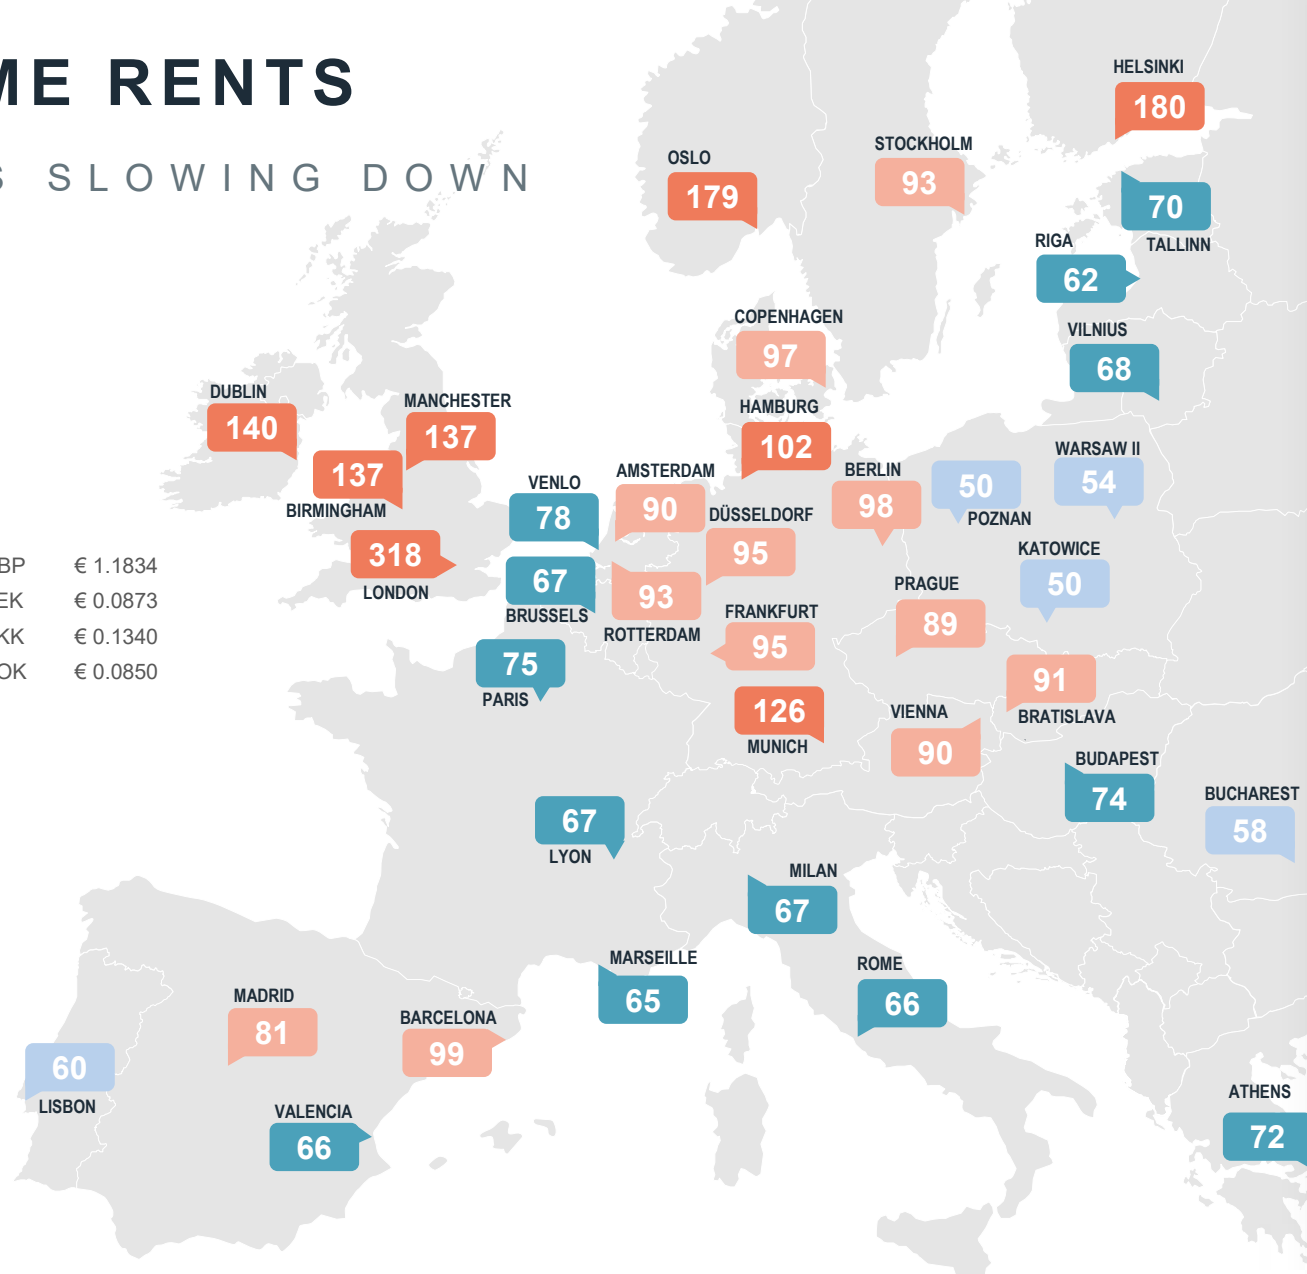 ME RENTS
S SLOWING DOWN
HELSINKI
180
STOCKHOLM
93
OSLO
179
70
TALLINN
RIGA
62
COPENHAGEN
97
VILNIUS
68
DUBLIN
140
MANCHESTER
137
HAMBURG
102
137
BIRMINGHAM
VENLO
78
AMSTERDAM
90
DÜSSELDORF
95
BERLIN
98
50
POZNAN
WARSAW II
54
318
LONDON
67
BRUSSELS
93
ROTTERDAM
KATOWICE
50
BP € 1.1834
EK € 0.0873
KK € 0.1340
OK € 0.0850
FRANKFURT
95
PRAGUE
89
75
PARIS
91
BRATISLAVA
126
MUNICH
VIENNA
90
BUDAPEST
74
BUCHAREST
58
67
LYON
MILAN
67
MARSEILLE
65
ROME
66
MADRID
81
BARCELONA
99
60
LISBON
VALENCIA
66
ATHENS
72